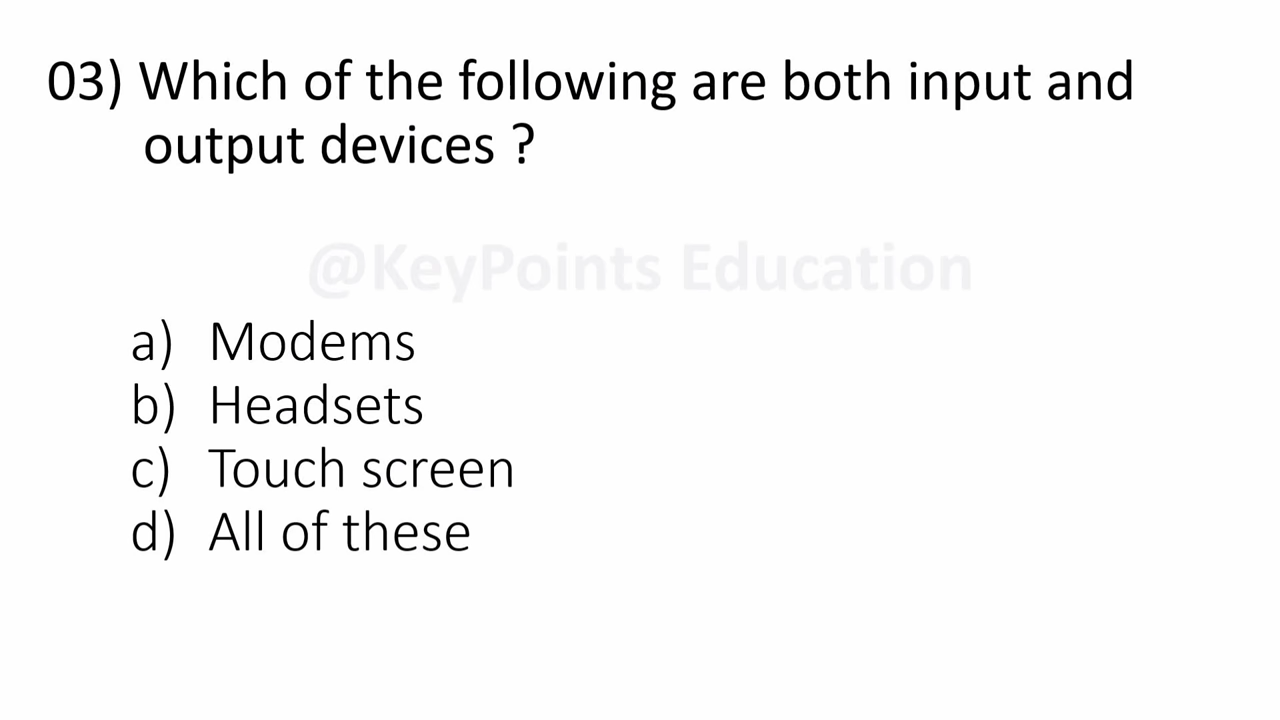 03) Which of the following are both input and
output devices ?
@KeyPoints Education
a) Modems
b) Headsets
c) Touch screen
d) All of these